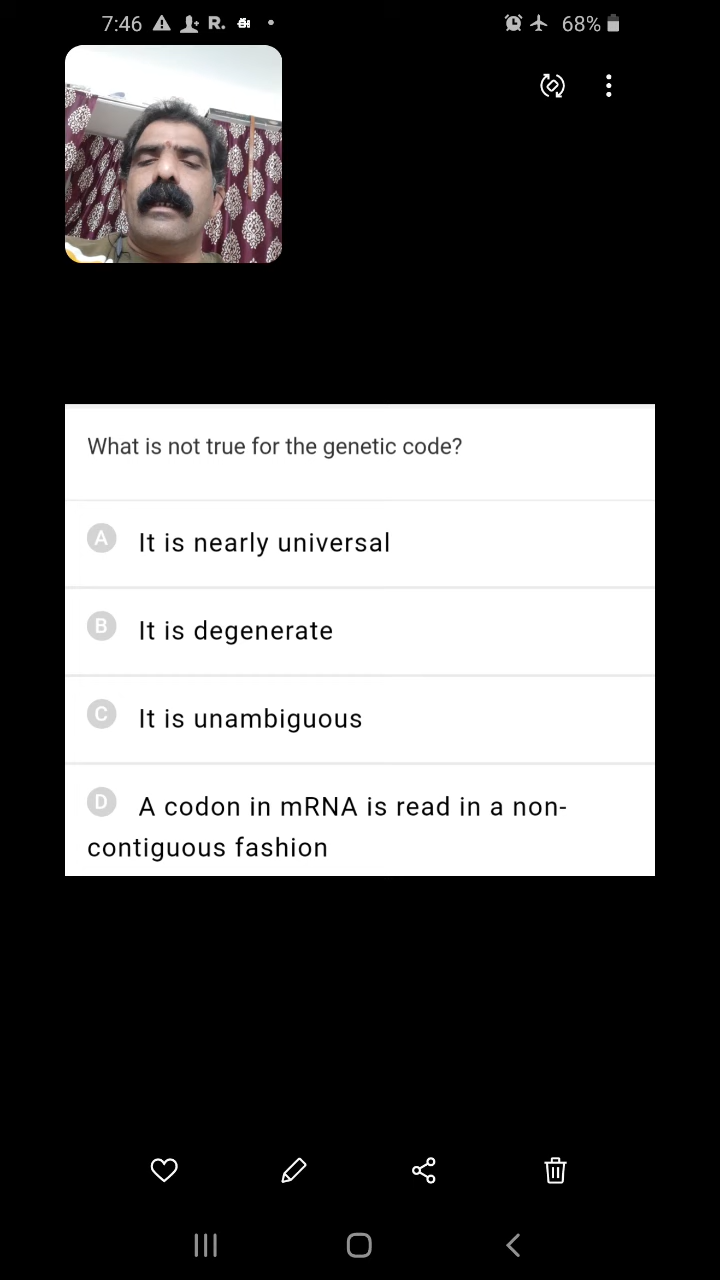 7:46 R. 68%
What is not true for the genetic code?
A It is nearly universal
B It is degenerate
C It is unambiguous
D A codon in mRNA is read in a non-
contiguous fashion